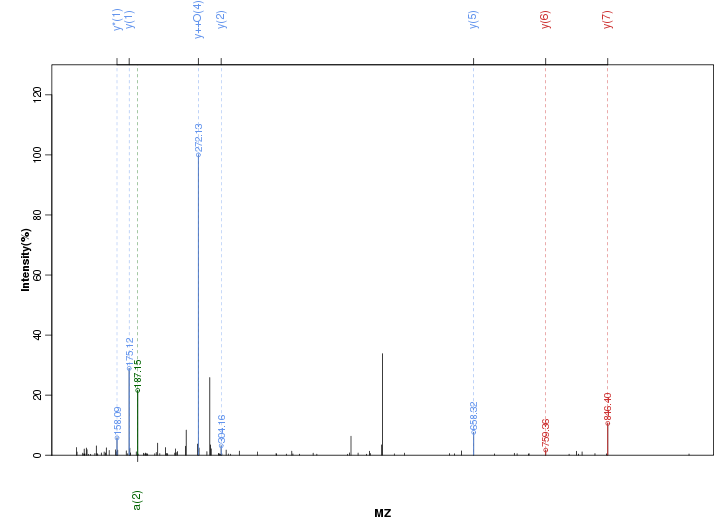 y*(1)
y(1)
y++O(4)
y(2)
y(5)
y(6)
y(7)
Intensity(%)
120
100
80
60
40
20
0
158.09
175.12
187.15
272.13
304.16
658.32
759.36
846.40
a(2)
MZ